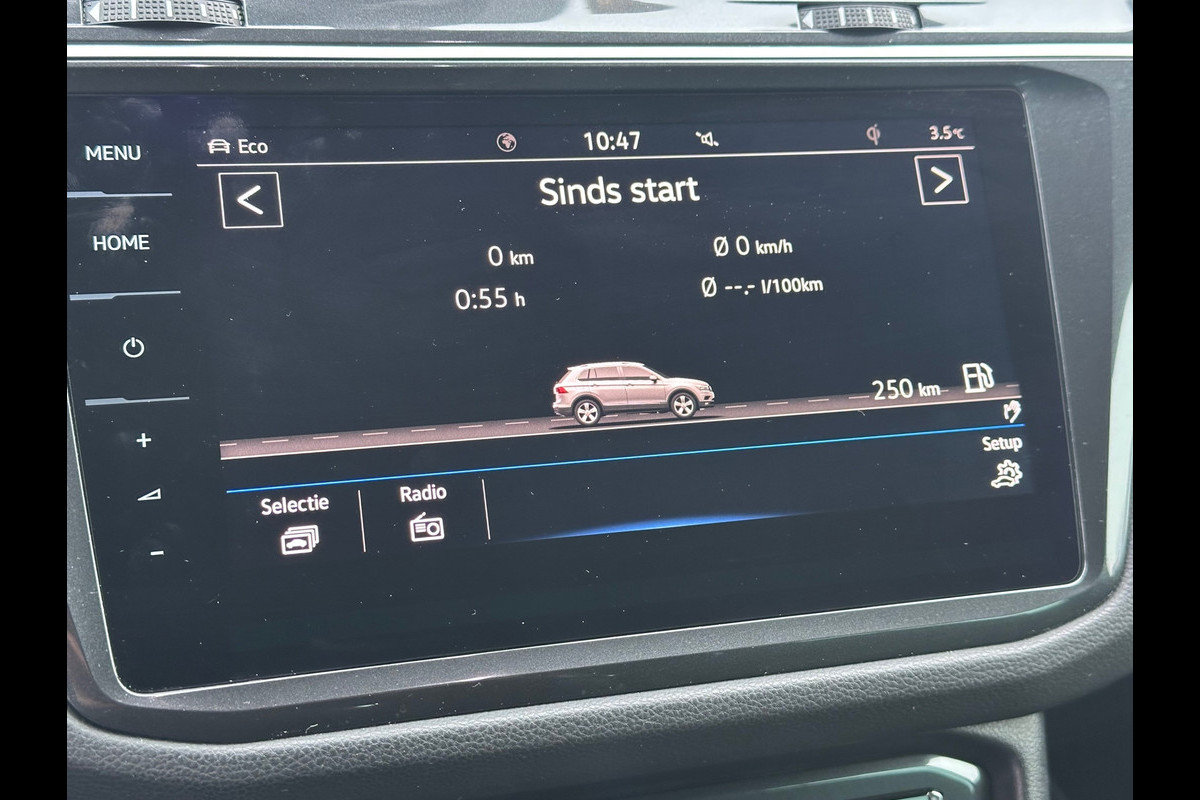 MENU
HOME
+
-
Eco
10:47
3.5°C
<
Sinds start
>
0 km
Ø 0 km/h
0:55 h
Ø --.- l/100km
250 km
Setup
Selectie
Radio